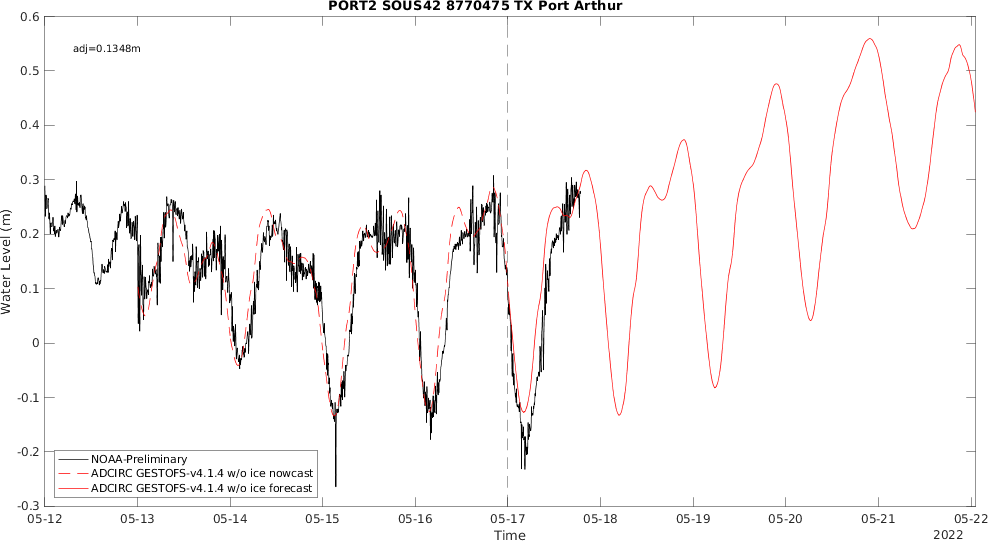 PORT2 SOUS42 8770475 TX Port Arthur
adj=0.1348m
0.6
0.5
0.4
0.3
0.2
0.1
0
-0.1
-0.2
-0.3
Water Level (m)
NOAA-Preliminary
ADCIRC GESTOFS-v4.1.4 w/o ice nowcast
ADCIRC GESTOFS-v4.1.4 w/o ice forecast
05-12 05-13 05-14 05-15 05-16 05-17 05-18 05-19 05-20 05-21 05-22
Time
2022